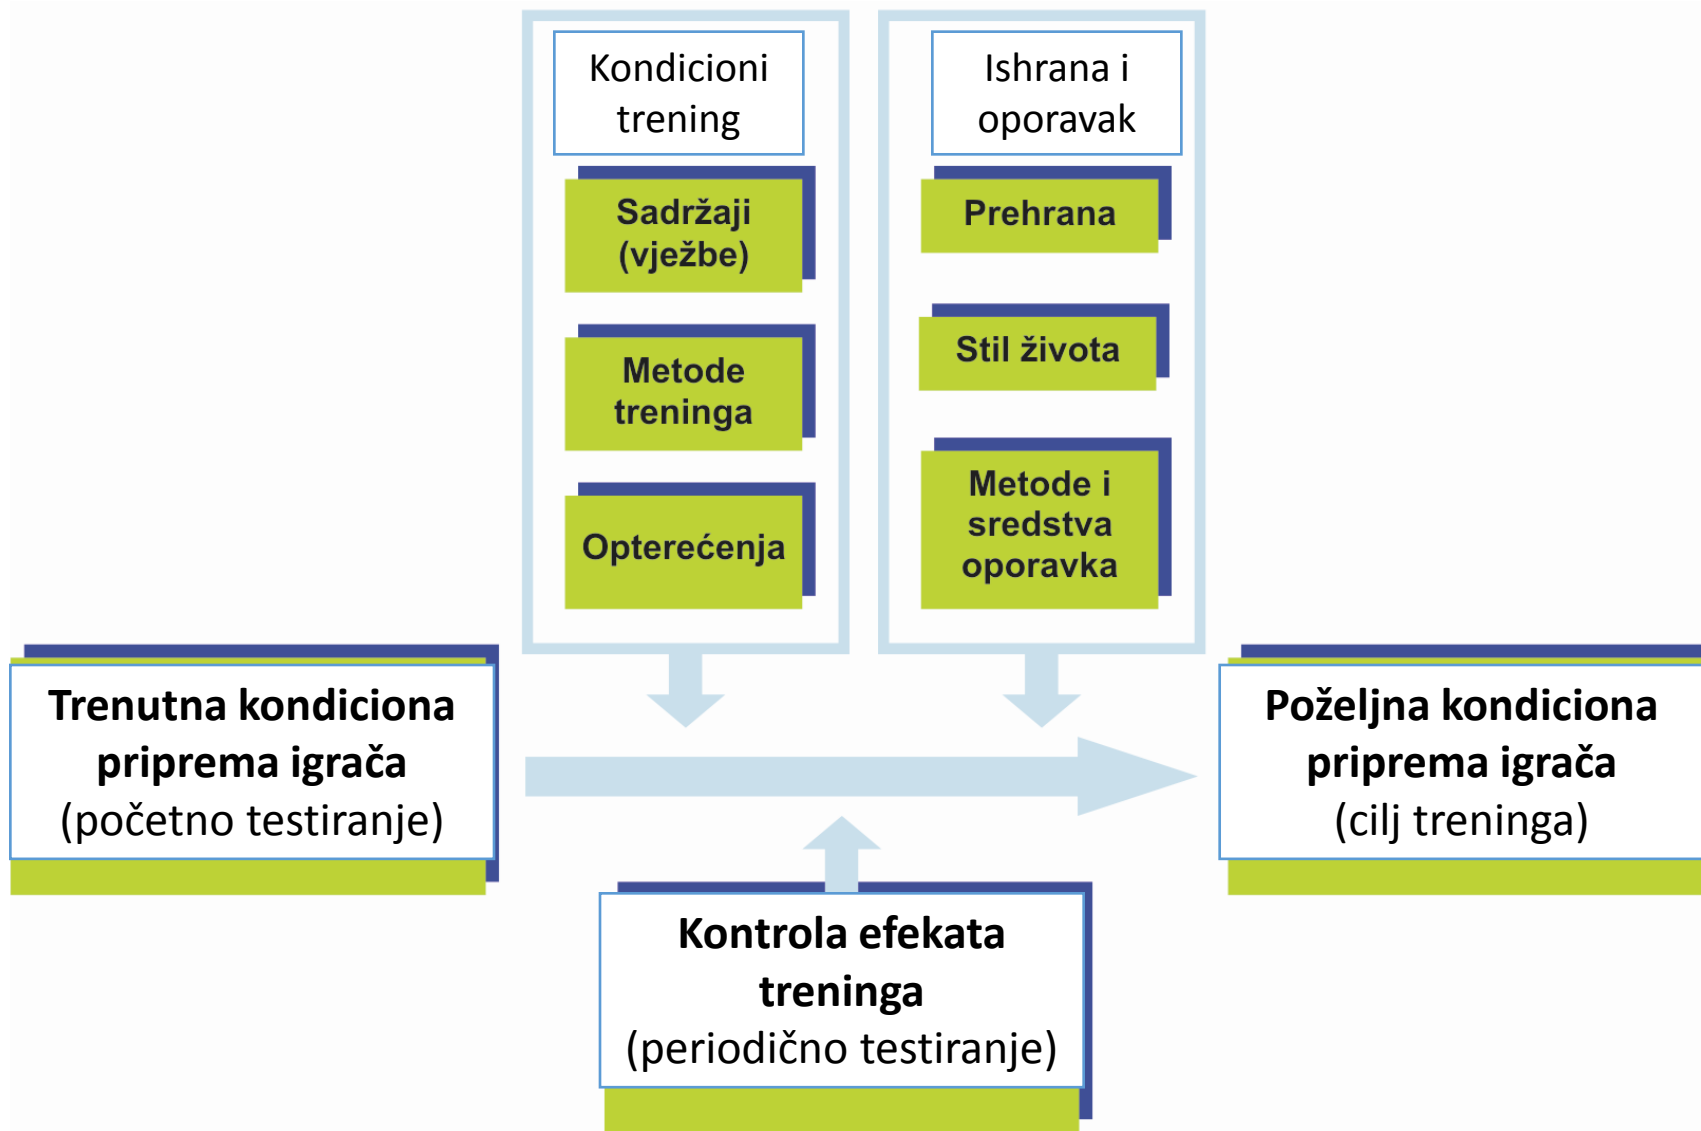 Kondicioni
trening
Sadržaji
(vježbe)
Metode
treninga
Opterećenja
Ishrana i
oporavak
Prehrana
Stil života
Metode i
sredstva
oporavka
Trenutna kondiciona
priprema igrača
(početno testiranje)
Poželjna kondiciona
priprema igrača
(cilj treninga)
Kontrola efekata
treninga
(periodično testiranje)